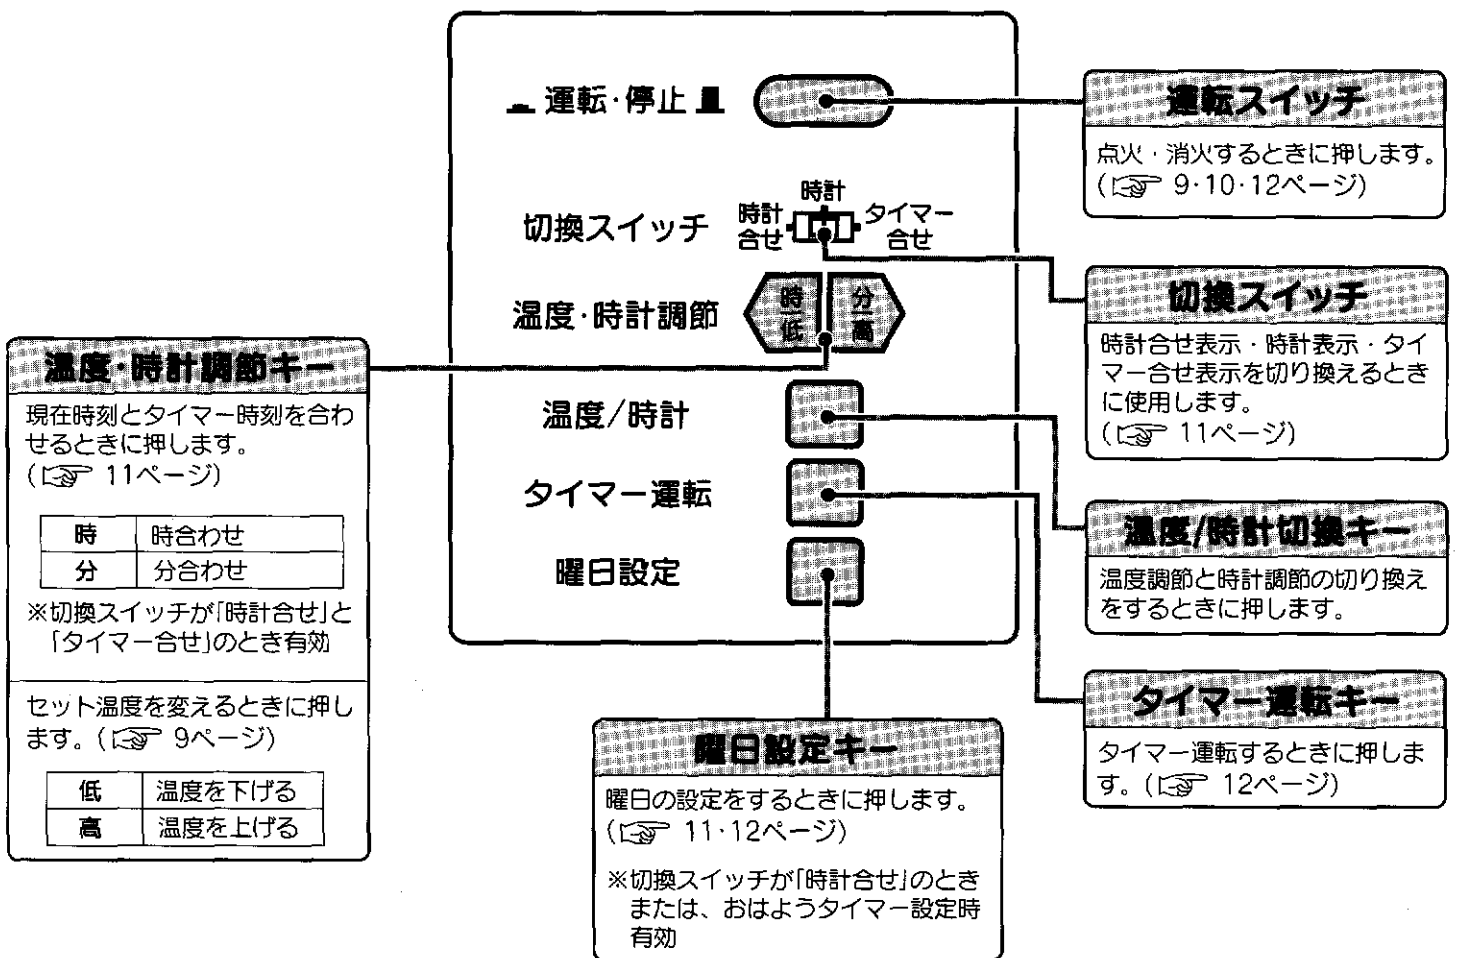 運転・停止
切換スイッチ
時計合せ
時計
タイマー合せ
温度・時計調節
時 低
分 高
温度/時計
タイマー運転
曜日設定
運転スイッチ
点火・消火するときに押します。
(☞ 9・10・12ページ)
切換スイッチ
時計合せ表示・時計表示・タイ
マー合せ表示を切り換えるとき
に使用します。
(☞ 11ページ)
温度/時計切換キー
温度調節と時計調節の切り換え
をするときに押します。
タイマー運転キー
タイマー運転するときに押しま
す。(☞ 12ページ)
温度・時計調節キー
現在時刻とタイマー時刻を合わ
せるときに押します。
(☞ 11ページ)
時 時合わせ
分 分合わせ
※切換スイッチが「時計合せ」と
「タイマー合せ」のとき有効
セット温度を変えるときに押し
ます。(☞ 9ページ)
低 温度を下げる
高 温度を上げる
曜日設定キー
曜日の設定をするときに押します。
(☞ 11・12ページ)
※切換スイッチが「時計合せ」のとき
または、おはようタイマー設定時
有効